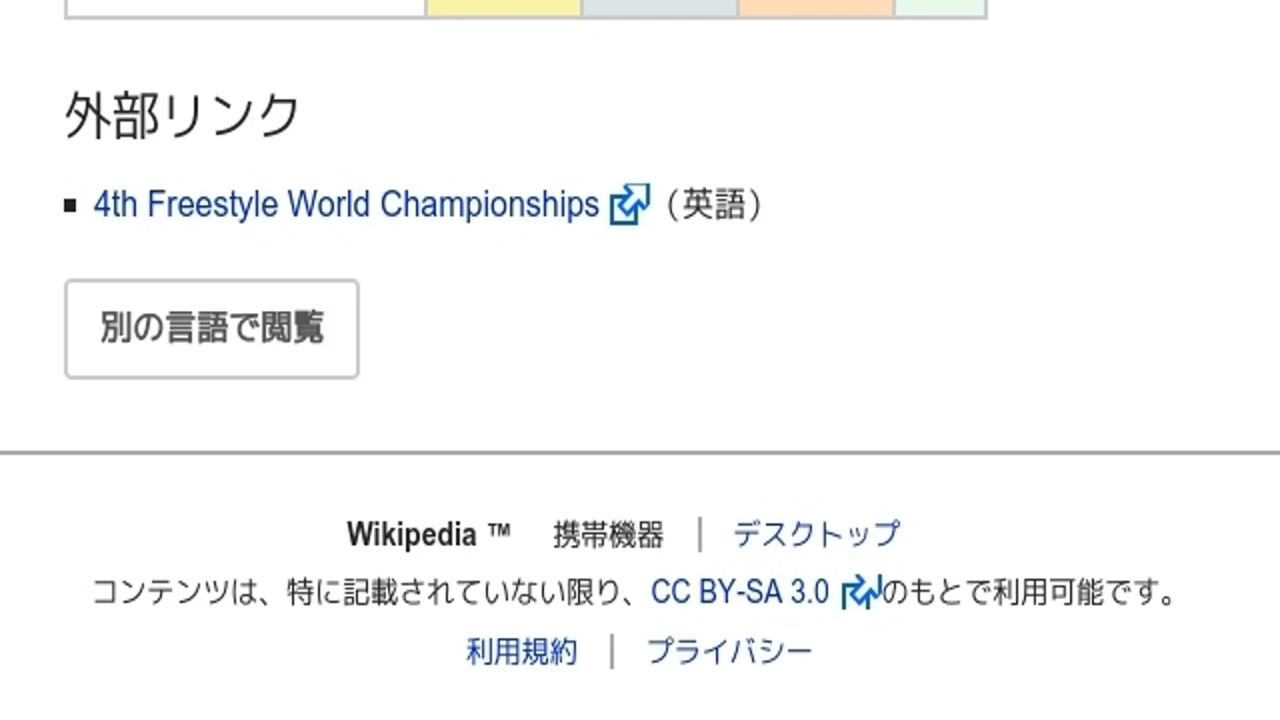 外部リンク
4th Freestyle World Championships (英語)
別の言語で閲覧
Wikipedia ™ 携帯機器 | デスクトップ
コンテンツは、特に記載されていない限り、CC BY-SA 3.0 のもとで利用可能です。
利用規約 | プライバシー